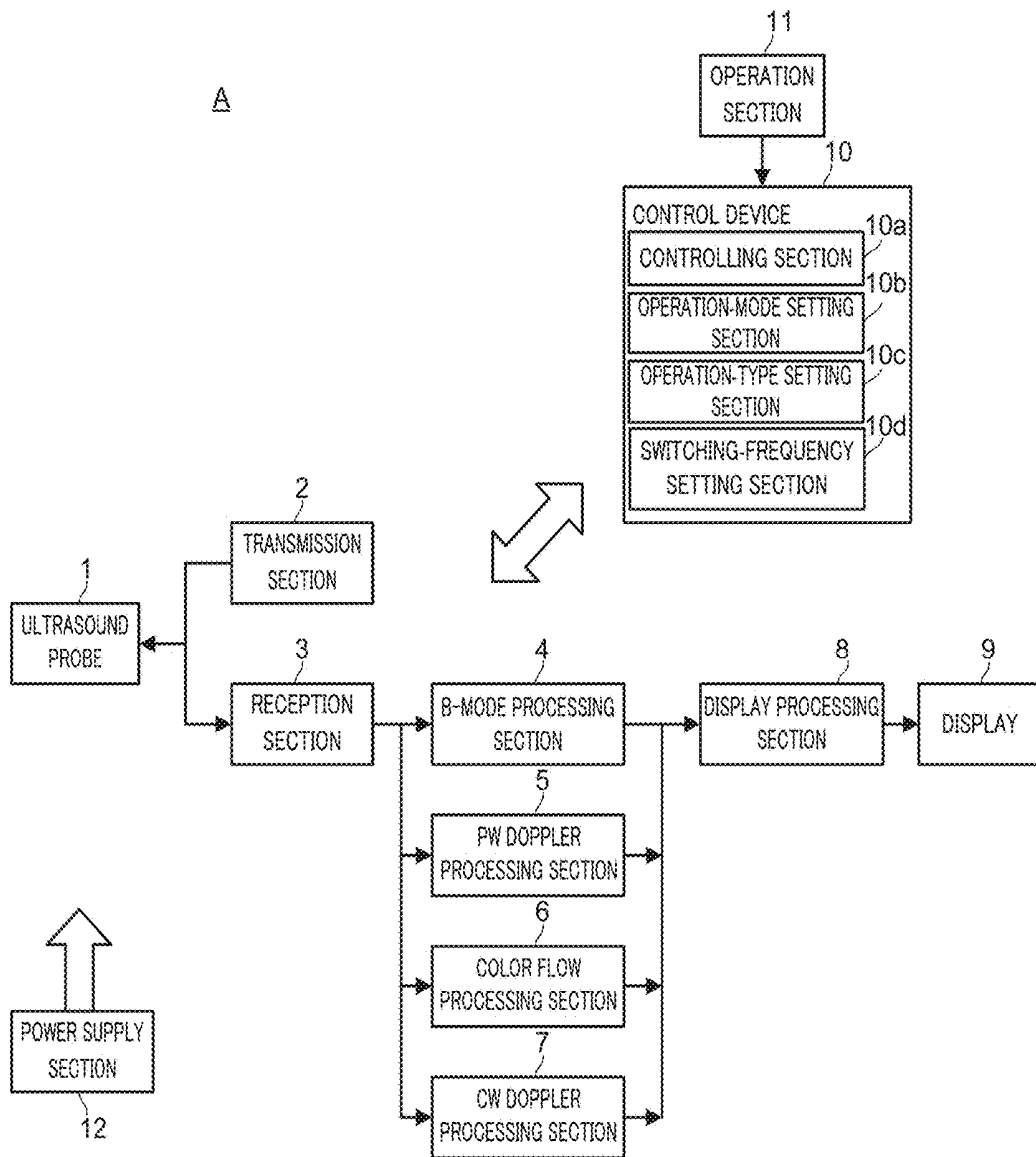 11
OPERATION
SECTION
A
10
CONTROL DEVICE
10a
CONTROLLING SECTION
10b
OPERATION-MODE SETTING
SECTION
10c
OPERATION-TYPE SETTING
SECTION
10d
SWITCHING-FREQUENCY
SETTING SECTION
2
TRANSMISSION
SECTION
1
ULTRASOUND
PROBE
3
RECEPTION
SECTION
4
B-MODE PROCESSING
SECTION
8
DISPLAY PROCESSING
SECTION
9
DISPLAY
5
PW DOPPLER
PROCESSING SECTION
6
COLOR FLOW
PROCESSING SECTION
7
CW DOPPLER
PROCESSING SECTION
POWER SUPPLY
SECTION
12